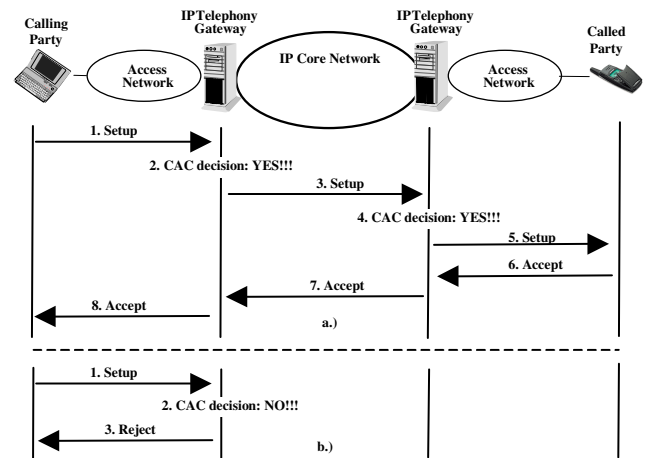 Calling
Party
IPTelephony
Gateway
IPTelephony
Gateway
Called
Party
Access
Network
IP Core Network
Access
Network
1. Setup
2. CAC decision: YES!!!
3. Setup
4. CAC decision: YES!!!
5. Setup
6. Accept
7. Accept
8. Accept
a.)
1. Setup
2. CAC decision: NO!!!
3. Reject
b.)